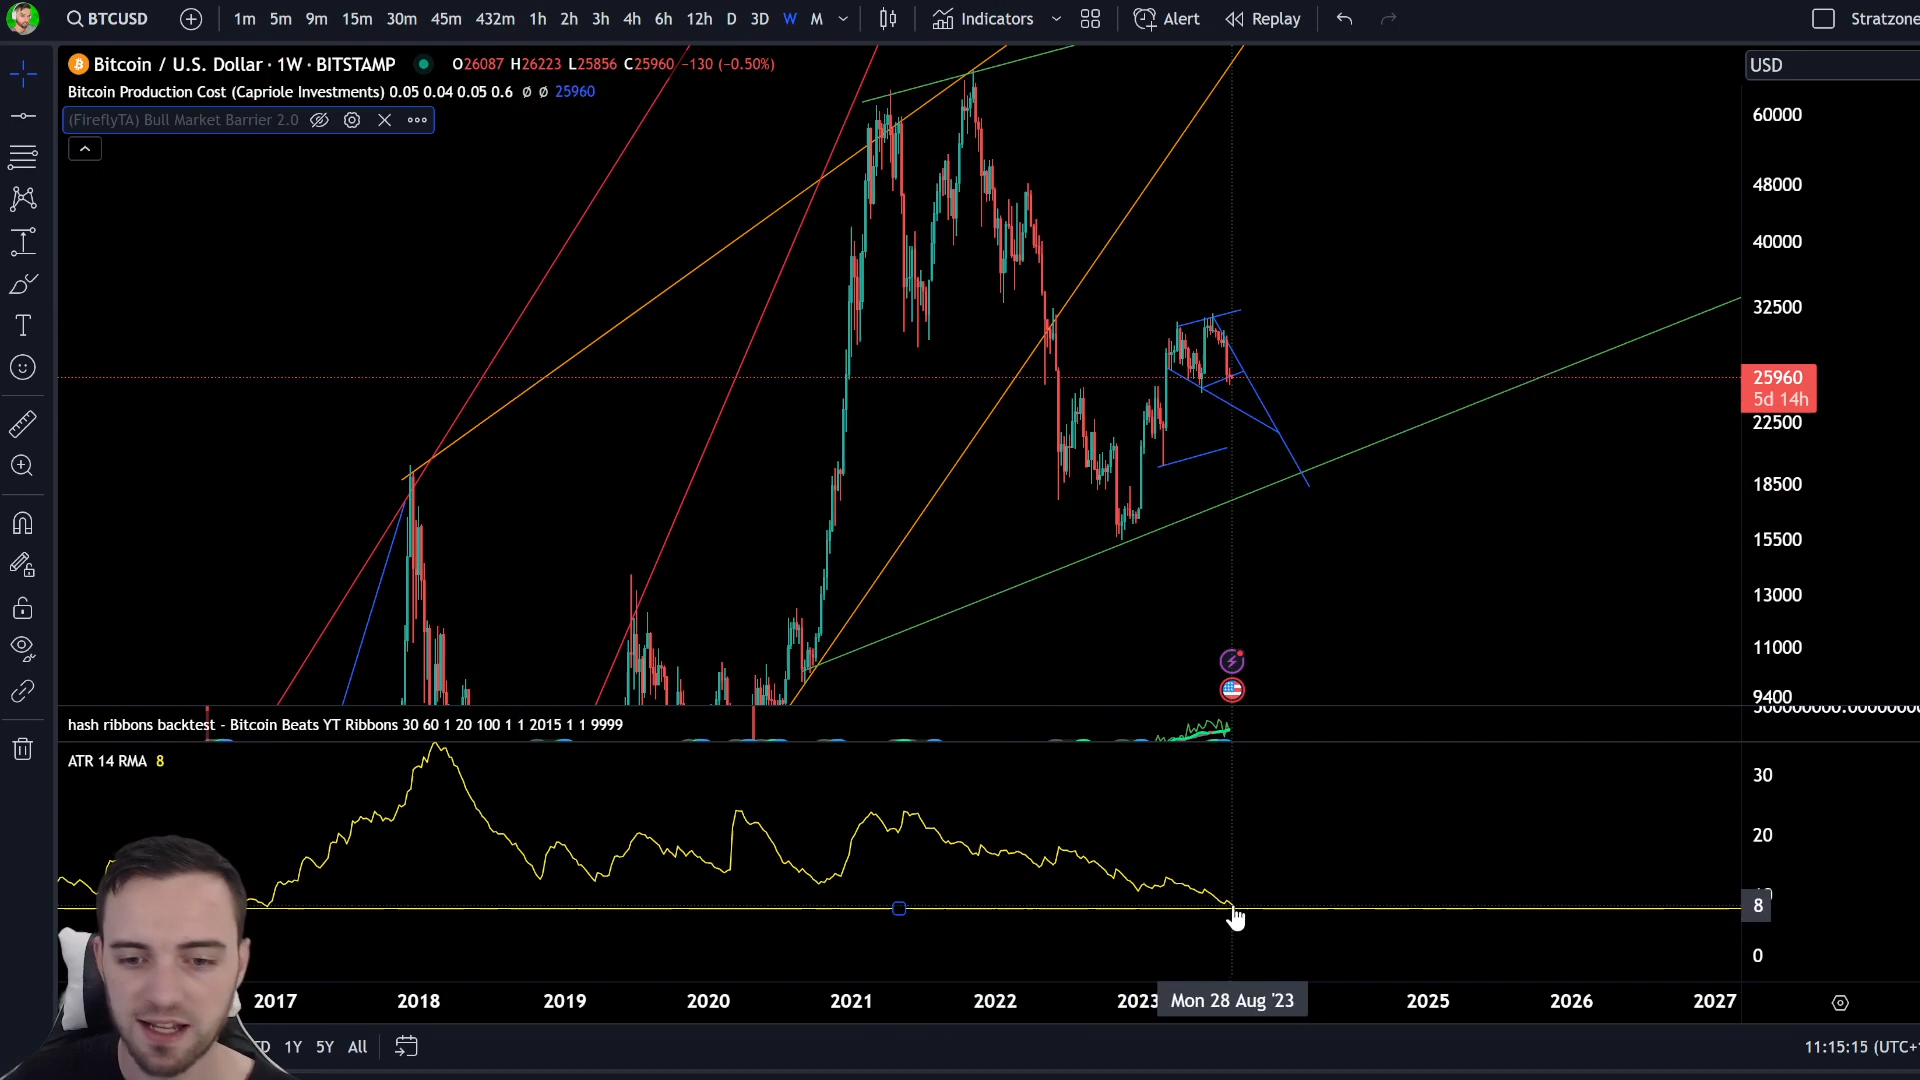 BTCUSD 1m 5m 9m 15m 30m 45m 432m 1h 2h 3h 4h 6h 12h D 3D W M Indicators Alert Replay Stratzone
Bitcoin / U.S. Dollar · 1W · BITSTAMP O26087 H26223 L25856 C25960 −130 (−0.50%)
USD
Bitcoin Production Cost (Capriole Investments) 0.05 0.04 0.05 0.6 ∅ ∅ 25960
(FireflyTA) Bull Market Barrier 2.0
60000
48000
40000
32500
25960
5d 14h
22500
18500
15500
13000
11000
9400
hash ribbons backtest - Bitcoin Beats YT Ribbons 30 60 1 20 100 1 1 2015 1 1 9999
ATR 14 RMA 8
30
20
8
0
2017 2018 2019 2020 2021 2022 2023 Mon 28 Aug '23 2025 2026 2027
1Y 5Y All
11:15:15 (UTC+